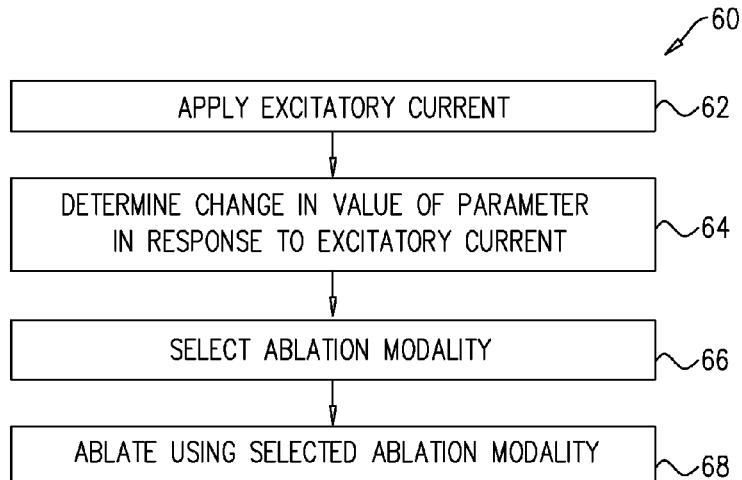 60
APPLY EXCITATORY CURRENT
62
DETERMINE CHANGE IN VALUE OF PARAMETER
IN RESPONSE TO EXCITATORY CURRENT
64
SELECT ABLATION MODALITY
66
ABLATE USING SELECTED ABLATION MODALITY
68